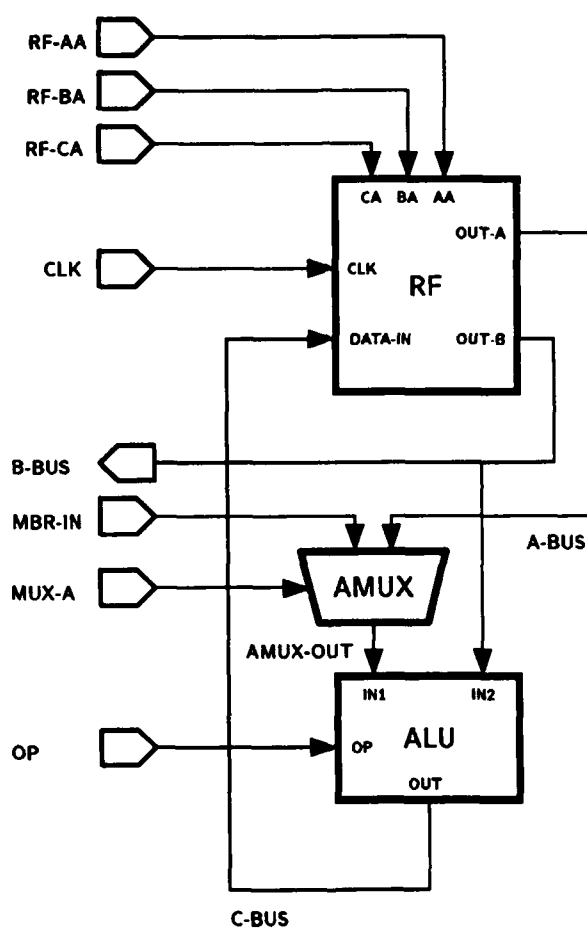 RF-AA
RF-BA
RF-CA
CA BA AA
OUT-A
CLK
CLK
RF
DATA-IN
OUT-B
B-BUS
MBR-IN
A-BUS
MUX-A
AMUX
AMUX-OUT
IN1
IN2
OP
OP
ALU
OUT
C-BUS